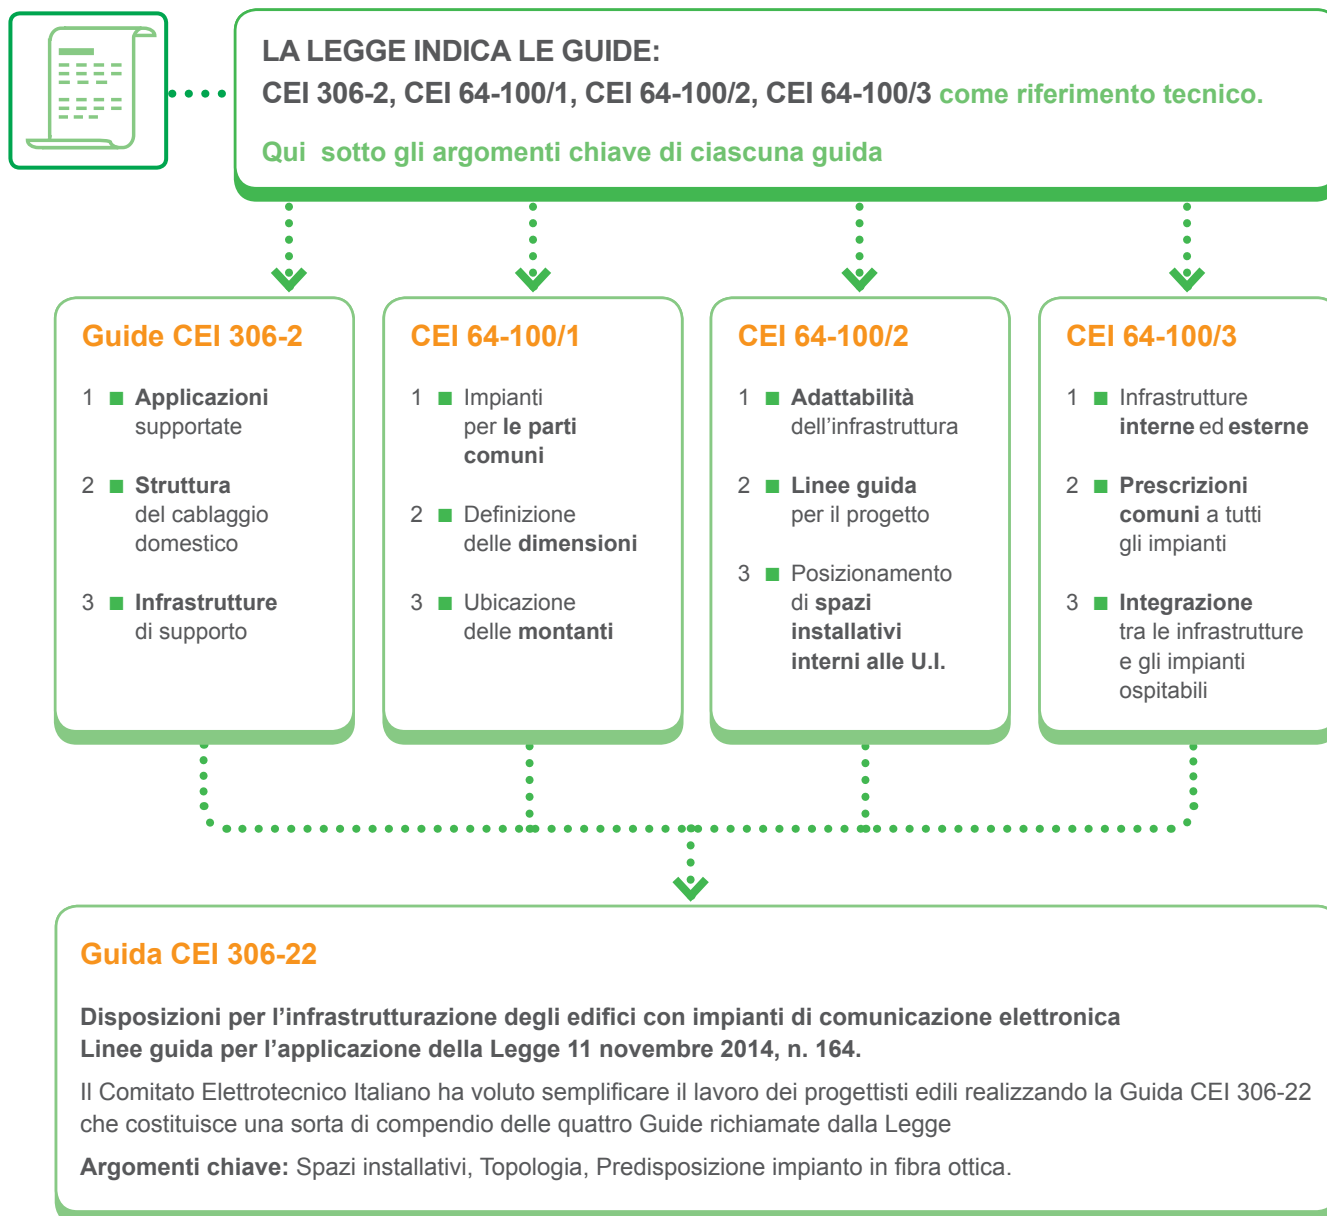 LA LEGGE INDICA LE GUIDE:
CEI 306-2, CEI 64-100/1, CEI 64-100/2, CEI 64-100/3 come riferimento tecnico.
Qui sotto gli argomenti chiave di ciascuna guida
Guide CEI 306-2
1 ■ Applicazioni
supportate
2 ■ Struttura
del cablaggio
domestico
3 ■ Infrastrutture
di supporto
CEI 64-100/1
1 ■ Impianti
per le parti
comuni
2 ■ Definizione
delle dimensioni
3 ■ Ubicazione
delle montanti
CEI 64-100/2
1 ■ Adattabilità
dell’infrastruttura
2 ■ Linee guida
per il progetto
3 ■ Posizionamento
di spazi
installativi
interni alle U.I.
CEI 64-100/3
1 ■ Infrastrutture
interne ed esterne
2 ■ Prescrizioni
comuni a tutti
gli impianti
3 ■ Integrazione
tra le infrastrutture
e gli impianti
ospitabili
Guida CEI 306-22
Disposizioni per l’infrastrutturazione degli edifici con impianti di comunicazione elettronica
Linee guida per l’applicazione della Legge 11 novembre 2014, n. 164.
Il Comitato Elettrotecnico Italiano ha voluto semplificare il lavoro dei progettisti edili realizzando la Guida CEI 306-22
che costituisce una sorta di compendio delle quattro Guide richiamate dalla Legge
Argomenti chiave: Spazi installativi, Topologia, Predisposizione impianto in fibra ottica.